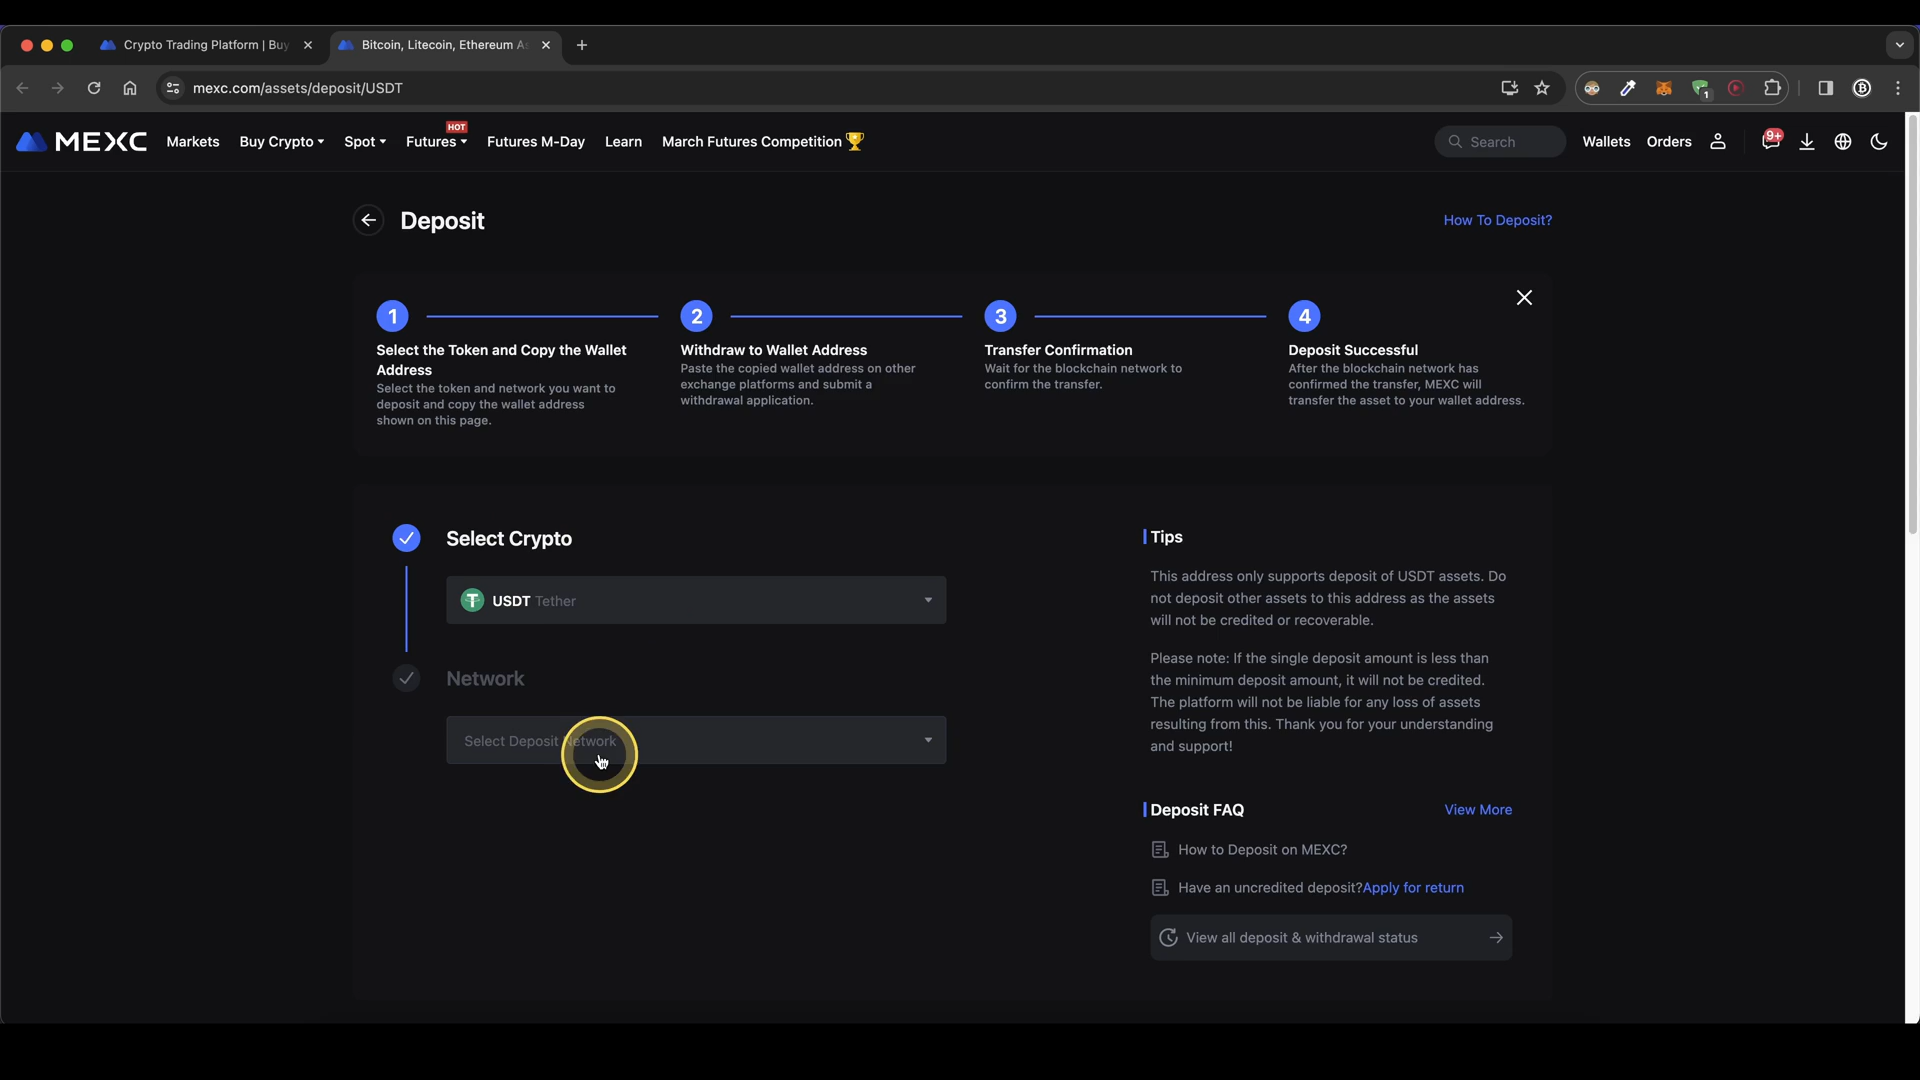 Crypto Trading Platform | Buy
Bitcoin, Litecoin, Ethereum As
mexc.com/assets/deposit/USDT
1
MEXC
Markets
Buy Crypto
Spot
Futures
HOT
Futures M-Day
Learn
March Futures Competition
Search
Wallets
Orders
9+
Deposit
How To Deposit?
1
2
3
4
Select the Token and Copy the Wallet
Address
Select the token and network you want to
deposit and copy the wallet address
shown on this page.
Withdraw to Wallet Address
Paste the copied wallet address on other
exchange platforms and submit a
withdrawal application.
Transfer Confirmation
Wait for the blockchain network to
confirm the transfer.
Deposit Successful
After the blockchain network has
confirmed the transfer, MEXC will
transfer the asset to your wallet address.
Select Crypto
USDT Tether
Network
Select Deposit Network
Tips
This address only supports deposit of USDT assets. Do
not deposit other assets to this address as the assets
will not be credited or recoverable.
Please note: If the single deposit amount is less than
the minimum deposit amount, it will not be credited.
The platform will not be liable for any loss of assets
resulting from this. Thank you for your understanding
and support!
Deposit FAQ
View More
How to Deposit on MEXC?
Have an uncredited deposit?Apply for return
View all deposit & withdrawal status